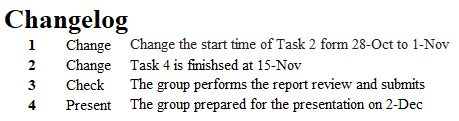 Changelog
1 Change Change the start time of Task 2 form 28-Oct to 1-Nov
2 Change Task 4 is finishsed at 15-Nov
3 Check The group performs the report review and submits
4 Present The group prepared for the presentation on 2-Dec